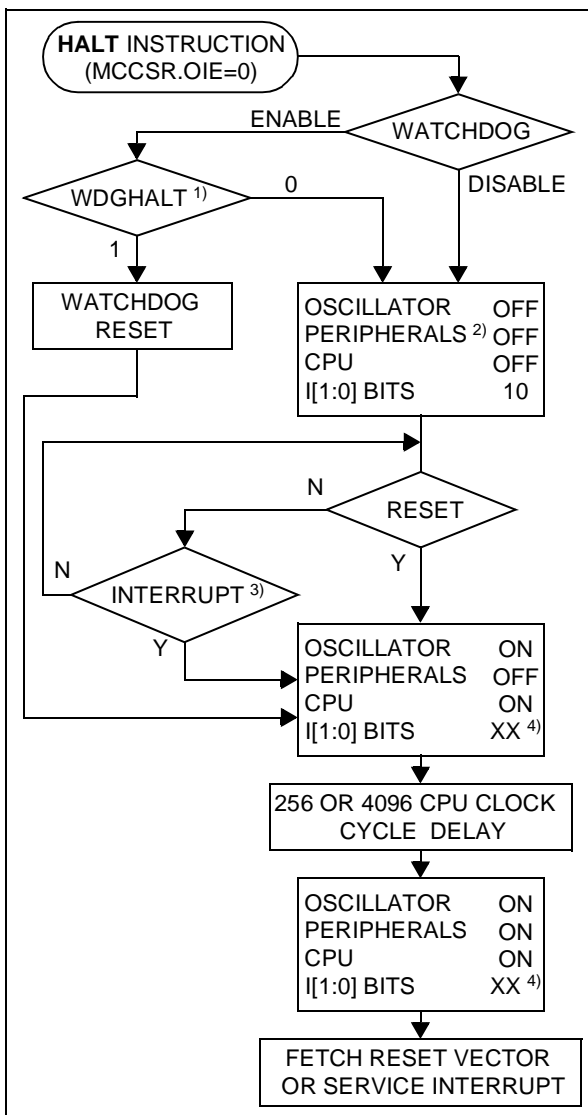 HALT INSTRUCTION
(MCCSR.OIE=0)
ENABLE
WATCHDOG
WDGHALT 1)
0
DISABLE
1
WATCHDOG
RESET
OSCILLATOR OFF
PERIPHERALS 2) OFF
CPU OFF
I[1:0] BITS 10
N
RESET
Y
N
INTERRUPT 3)
Y
OSCILLATOR ON
PERIPHERALS OFF
CPU ON
I[1:0] BITS XX 4)
256 OR 4096 CPU CLOCK
CYCLE DELAY
OSCILLATOR ON
PERIPHERALS ON
CPU ON
I[1:0] BITS XX 4)
FETCH RESET VECTOR
OR SERVICE INTERRUPT